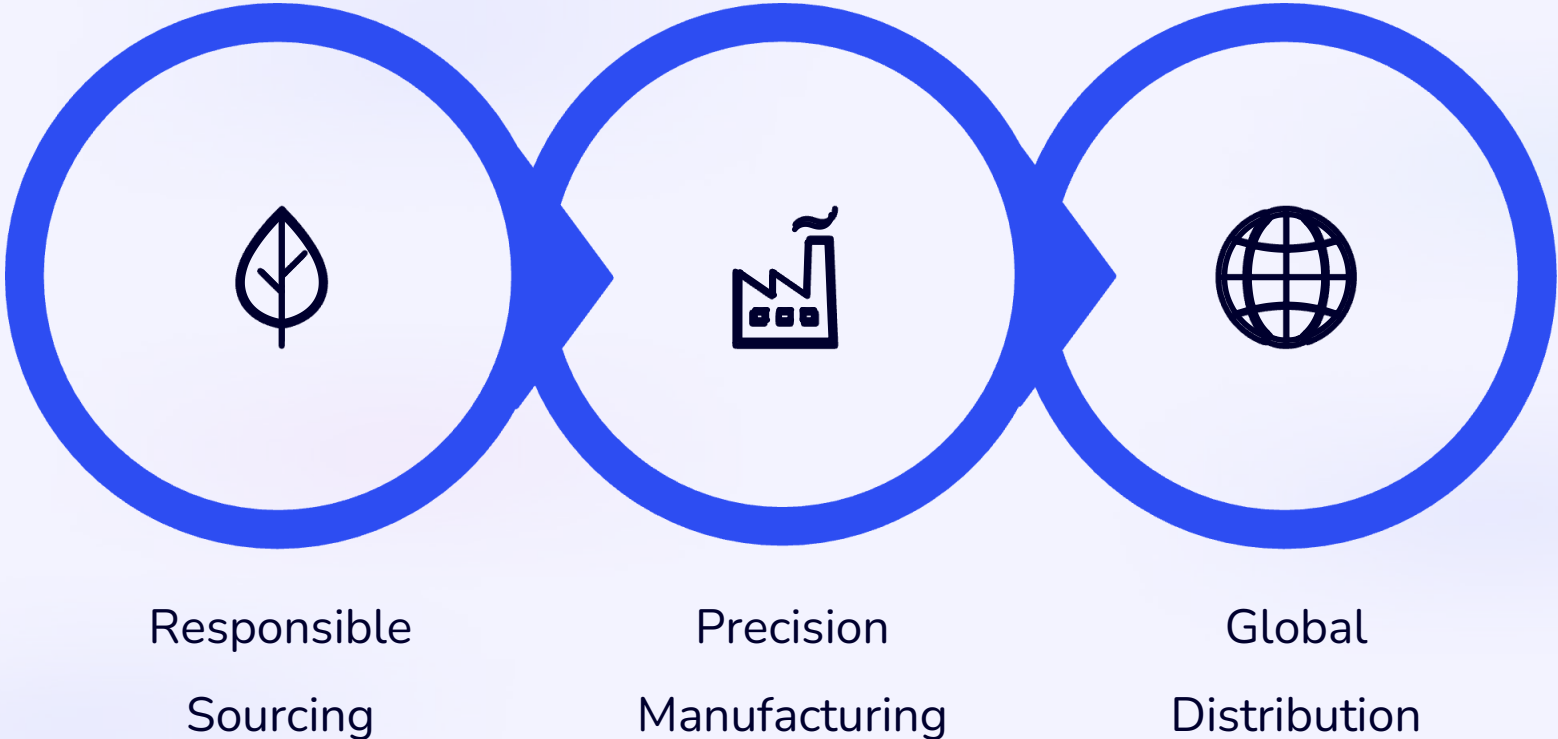 Responsible
Sourcing
Precision
Manufacturing
Global
Distribution